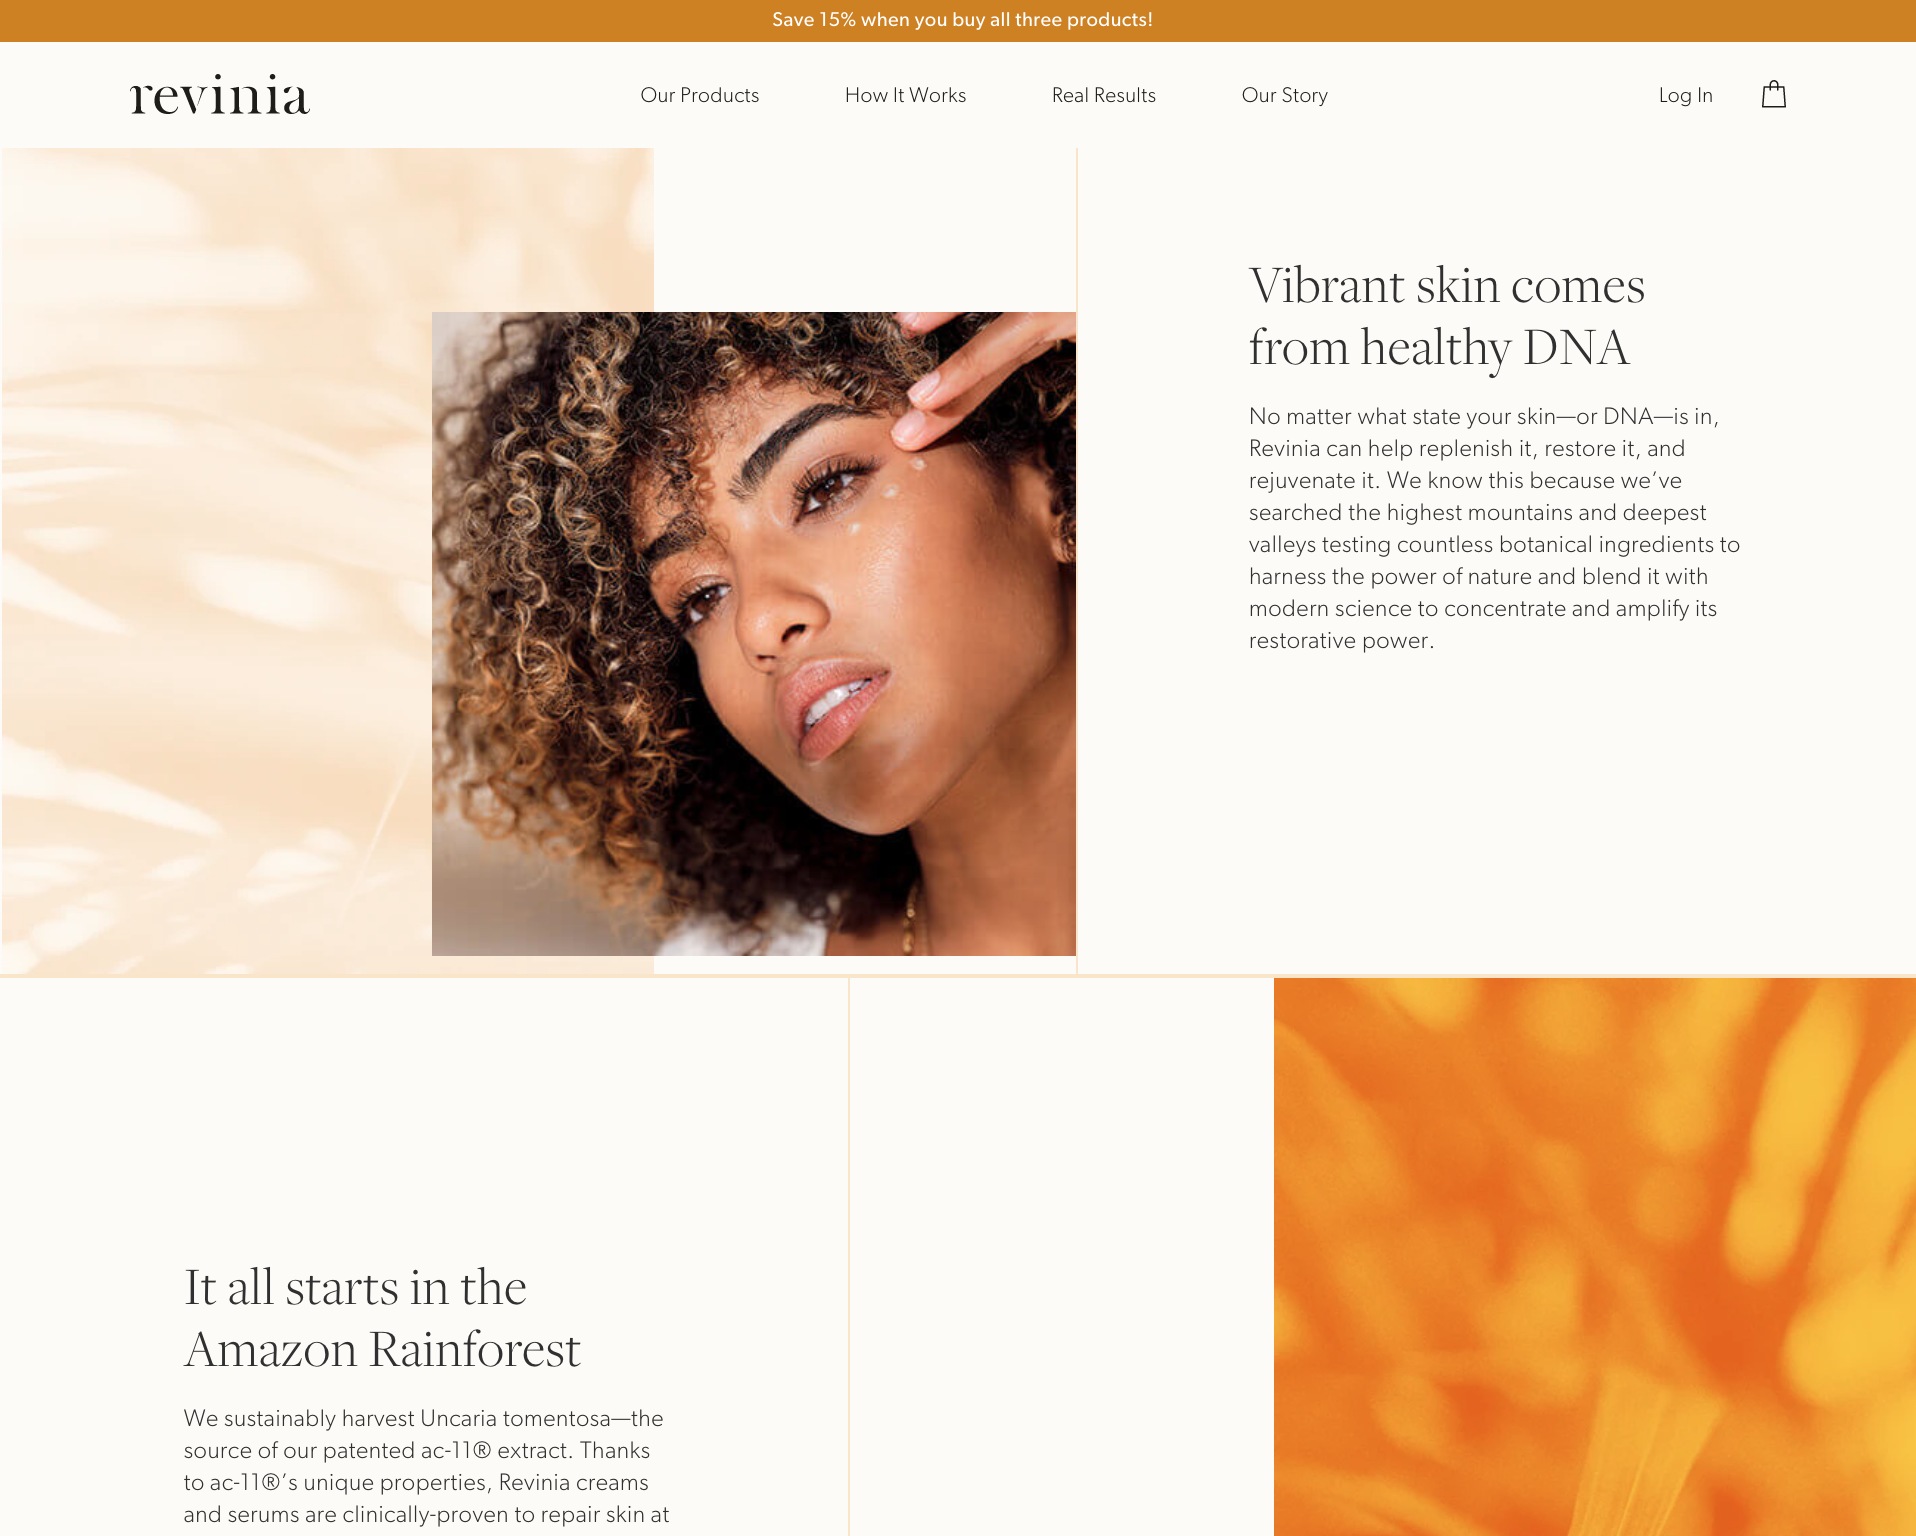 Save 15% when you buy all three products!
revinia
Our Products
How It Works
Real Results
Our Story
Log In
Vibrant skin comes
from healthy DNA
No matter what state your skin—or DNA—is in,
Revinia can help replenish it, restore it, and
rejuvenate it. We know this because we’ve
searched the highest mountains and deepest
valleys testing countless botanical ingredients to
harness the power of nature and blend it with
modern science to concentrate and amplify its
restorative power.
It all starts in the
Amazon Rainforest
We sustainably harvest Uncaria tomentosa—the
source of our patented ac-11® extract. Thanks
to ac-11®’s unique properties, Revinia creams
and serums are clinically-proven to repair skin at